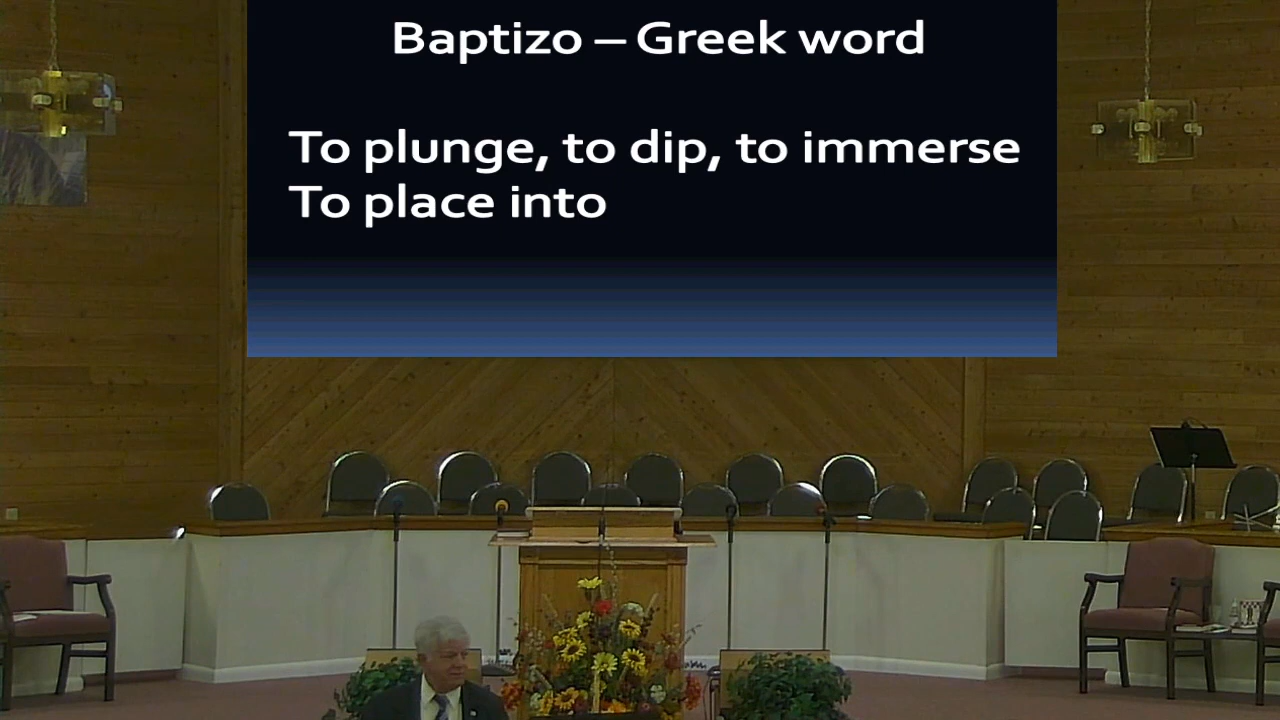 Baptizo – Greek word
To plunge, to dip, to immerse
To place into